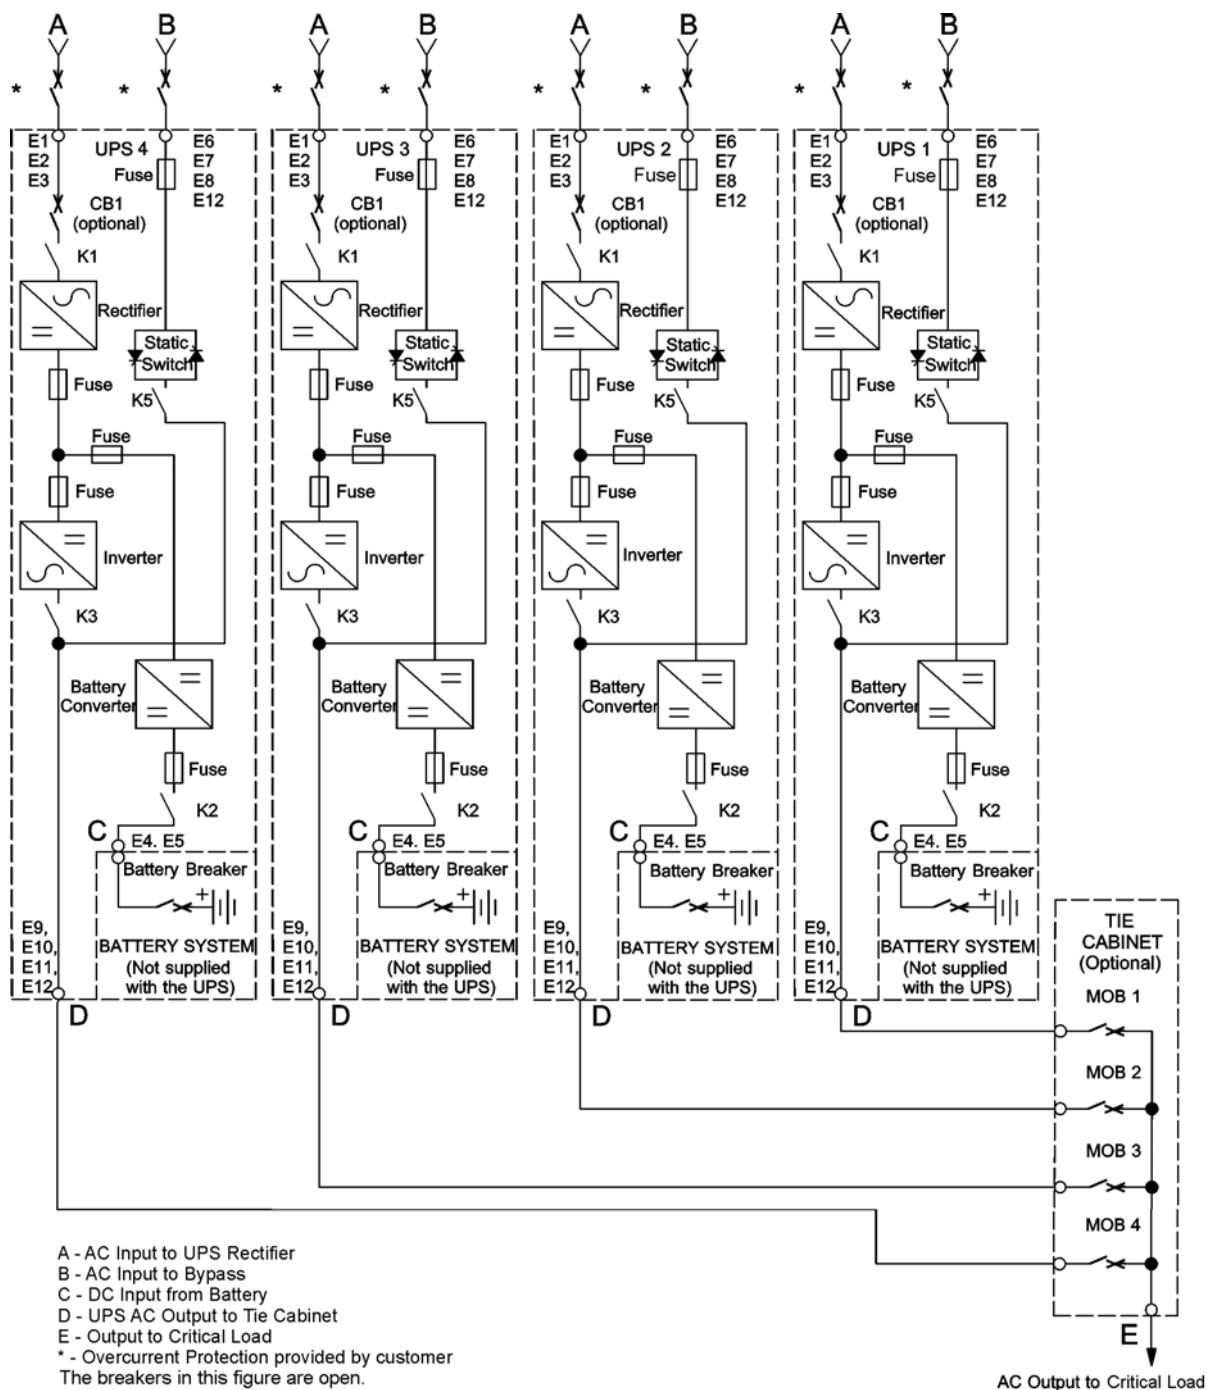 A B A B A B A B
* * * * * * * *
E1
E2
E3
UPS 4
Fuse
E6
E7
E8
E12
CB1
(optional)
K1
Rectifier
Static
Switch
Fuse
K5
Fuse
Fuse
Inverter
K3
Battery
Converter
Fuse
K2
C
E4. E5
Battery Breaker
+
BATTERY SYSTEM
(Not supplied
with the UPS)
E9,
E10,
E11,
E12
D
E1
E2
E3
UPS 3
Fuse
E6
E7
E8
E12
CB1
(optional)
K1
Rectifier
Static
Switch
Fuse
K5
Fuse
Fuse
Inverter
K3
Battery
Converter
Fuse
K2
C
E4. E5
Battery Breaker
+
BATTERY SYSTEM
(Not supplied
with the UPS)
E9,
E10,
E11,
E12
D
E1
E2
E3
UPS 2
Fuse
E6
E7
E8
E12
CB1
(optional)
K1
Rectifier
Static
Switch
Fuse
K5
Fuse
Fuse
Inverter
K3
Battery
Converter
Fuse
K2
C
E4. E5
Battery Breaker
+
BATTERY SYSTEM
(Not supplied
with the UPS)
E9,
E10,
E11,
E12
D
E1
E2
E3
UPS 1
Fuse
E6
E7
E8
E12
CB1
(optional)
K1
Rectifier
Static
Switch
Fuse
K5
Fuse
Fuse
Inverter
K3
Battery
Converter
Fuse
K2
C
E4. E5
Battery Breaker
+
BATTERY SYSTEM
(Not supplied
with the UPS)
E9,
E10,
E11,
E12
D
TIE
CABINET
(Optional)
MOB 1
MOB 2
MOB 3
MOB 4
E
AC Output to Critical Load
A - AC Input to UPS Rectifier
B - AC Input to Bypass
C - DC Input from Battery
D - UPS AC Output to Tie Cabinet
E - Output to Critical Load
* - Overcurrent Protection provided by customer
The breakers in this figure are open.